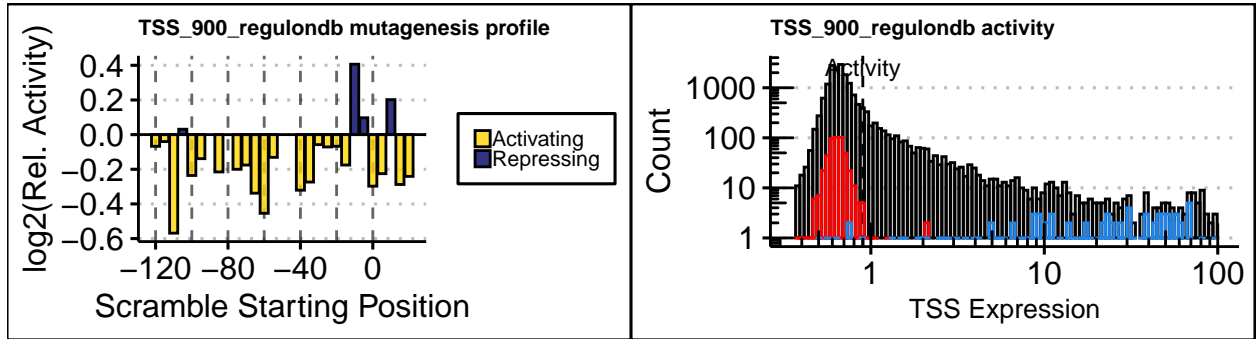 TSS_900_regulondb mutagenesis profile
log2(Rel. Activity)
0.4
0.2
0.0
−0.2
−0.4
−0.6
−120
−80
−40
0
Scramble Starting Position
Activating
Repressing
TSS_900_regulondb activity
Activity
Count
1000
100
10
1
1
10
100
TSS Expression